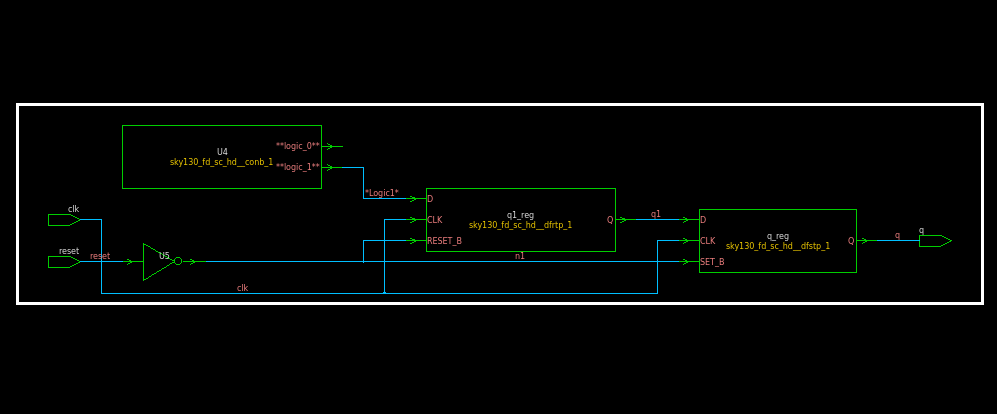 U4
sky130_fd_sc_hd__conb_1
**logic_0**
**logic_1**
*Logic1*
clk
reset
reset
U5
clk
D
CLK
RESET_B
q1_reg
sky130_fd_sc_hd__dfrtp_1
Q
q1
n1
D
CLK
SET_B
q_reg
sky130_fd_sc_hd__dfstp_1
Q
q
q